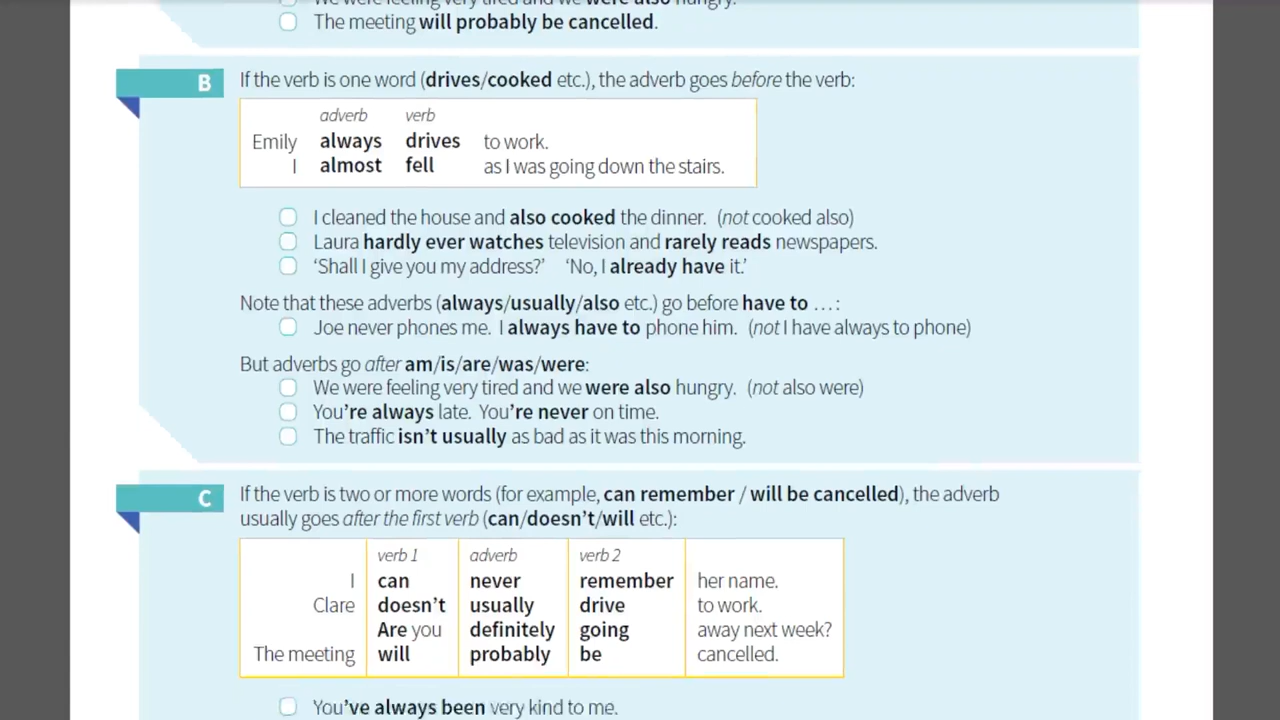 We were feeling very tired and we were also hungry.
The meeting will probably be cancelled.
B
If the verb is one word (drives/cooked etc.), the adverb goes before the verb:
adverb verb
Emily always drives to work.
I almost fell as I was going down the stairs.
I cleaned the house and also cooked the dinner. (not cooked also)
Laura hardly ever watches television and rarely reads newspapers.
‘Shall I give you my address?’ ‘No, I already have it.’
Note that these adverbs (always/usually/also etc.) go before have to … :
Joe never phones me. I always have to phone him. (not I have always to phone)
But adverbs go after am/is/are/was/were:
We were feeling very tired and we were also hungry. (not also were)
You’re always late. You’re never on time.
The traffic isn’t usually as bad as it was this morning.
C
If the verb is two or more words (for example, can remember / will be cancelled), the adverb
usually goes after the first verb (can/doesn’t/will etc.):
verb 1 adverb verb 2
I can never remember her name.
Clare doesn’t usually drive to work.
Are you definitely going away next week?
The meeting will probably be cancelled.
You’ve always been very kind to me.